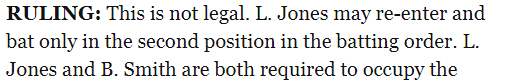 RULING: This is not legal. L. Jones may re-enter and
bat only in the second position in the batting order. L.
Jones and B. Smith are both required to occupy the